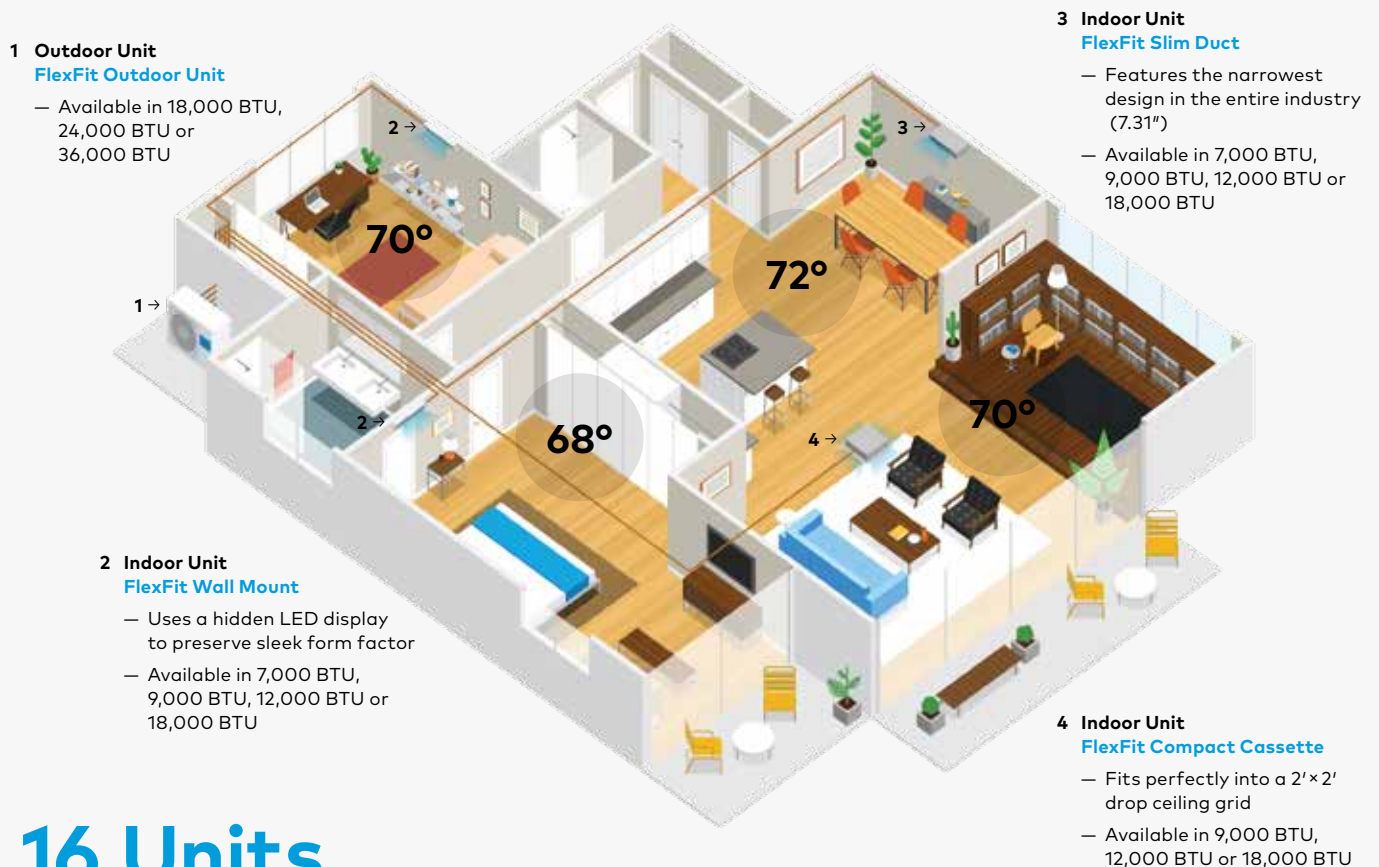 1 Outdoor Unit
FlexFit Outdoor Unit
— Available in 18,000 BTU,
24,000 BTU or
36,000 BTU
3 Indoor Unit
FlexFit Slim Duct
— Features the narrowest
design in the entire industry
(7.31″)
— Available in 7,000 BTU,
9,000 BTU, 12,000 BTU or
18,000 BTU
2 →
3 →
70°
72°
1 →
2 →
68°
4 →
70°
2 Indoor Unit
FlexFit Wall Mount
— Uses a hidden LED display
to preserve sleek form factor
— Available in 7,000 BTU,
9,000 BTU, 12,000 BTU or
18,000 BTU
4 Indoor Unit
FlexFit Compact Cassette
— Fits perfectly into a 2′ × 2′
drop ceiling grid
— Available in 9,000 BTU,
12,000 BTU or 18,000 BTU
16 Units